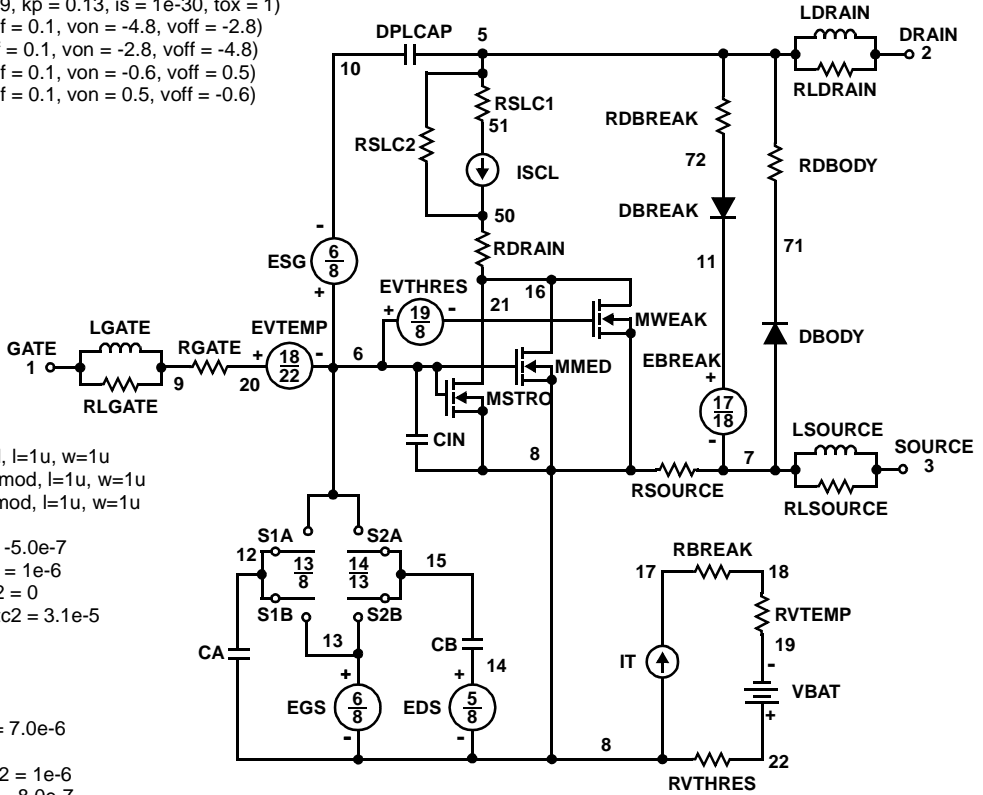 9, kp = 0.13, is = 1e-30, tox = 1)
f = 0.1, von = -4.8, voff = -2.8)
f = 0.1, von = -2.8, voff = -4.8)
f = 0.1, von = -0.6, voff = 0.5)
f = 0.1, von = 0.5, voff = -0.6)
DPLCAP
5
10
LDRAIN
DRAIN
2
RLDRAIN
RSLC1
51
RSLC2
ISCL
50
RDRAIN
RDBREAK
72
RDBODY
DBREAK
71
11
ESG
-
6
8
+
EVTHRES
+
19
8
-
16
21
MWEAK
LGATE
GATE
1
RLGATE
9
RGATE
20
EVTEMP
+
18
22
-
6
MMED
MSTRO
EBREAK
+
17
18
-
DBODY
CIN
8
7
LSOURCE
SOURCE
3
RSOURCE
RLSOURCE
, l=1u, w=1u
mod, l=1u, w=1u
mod, l=1u, w=1u
-5.0e-7
= 1e-6
2 = 0
tc2 = 3.1e-5
= 7.0e-6
2 = 1e-6
S1A
S2A
12
13
8
14
13
15
S1B
S2B
13
CA
CB
14
+
EGS
6
8
-
+
EDS
5
8
-
RBREAK
17
18
RVTEMP
19
IT
-
VBAT
+
8
22
RVTHRES